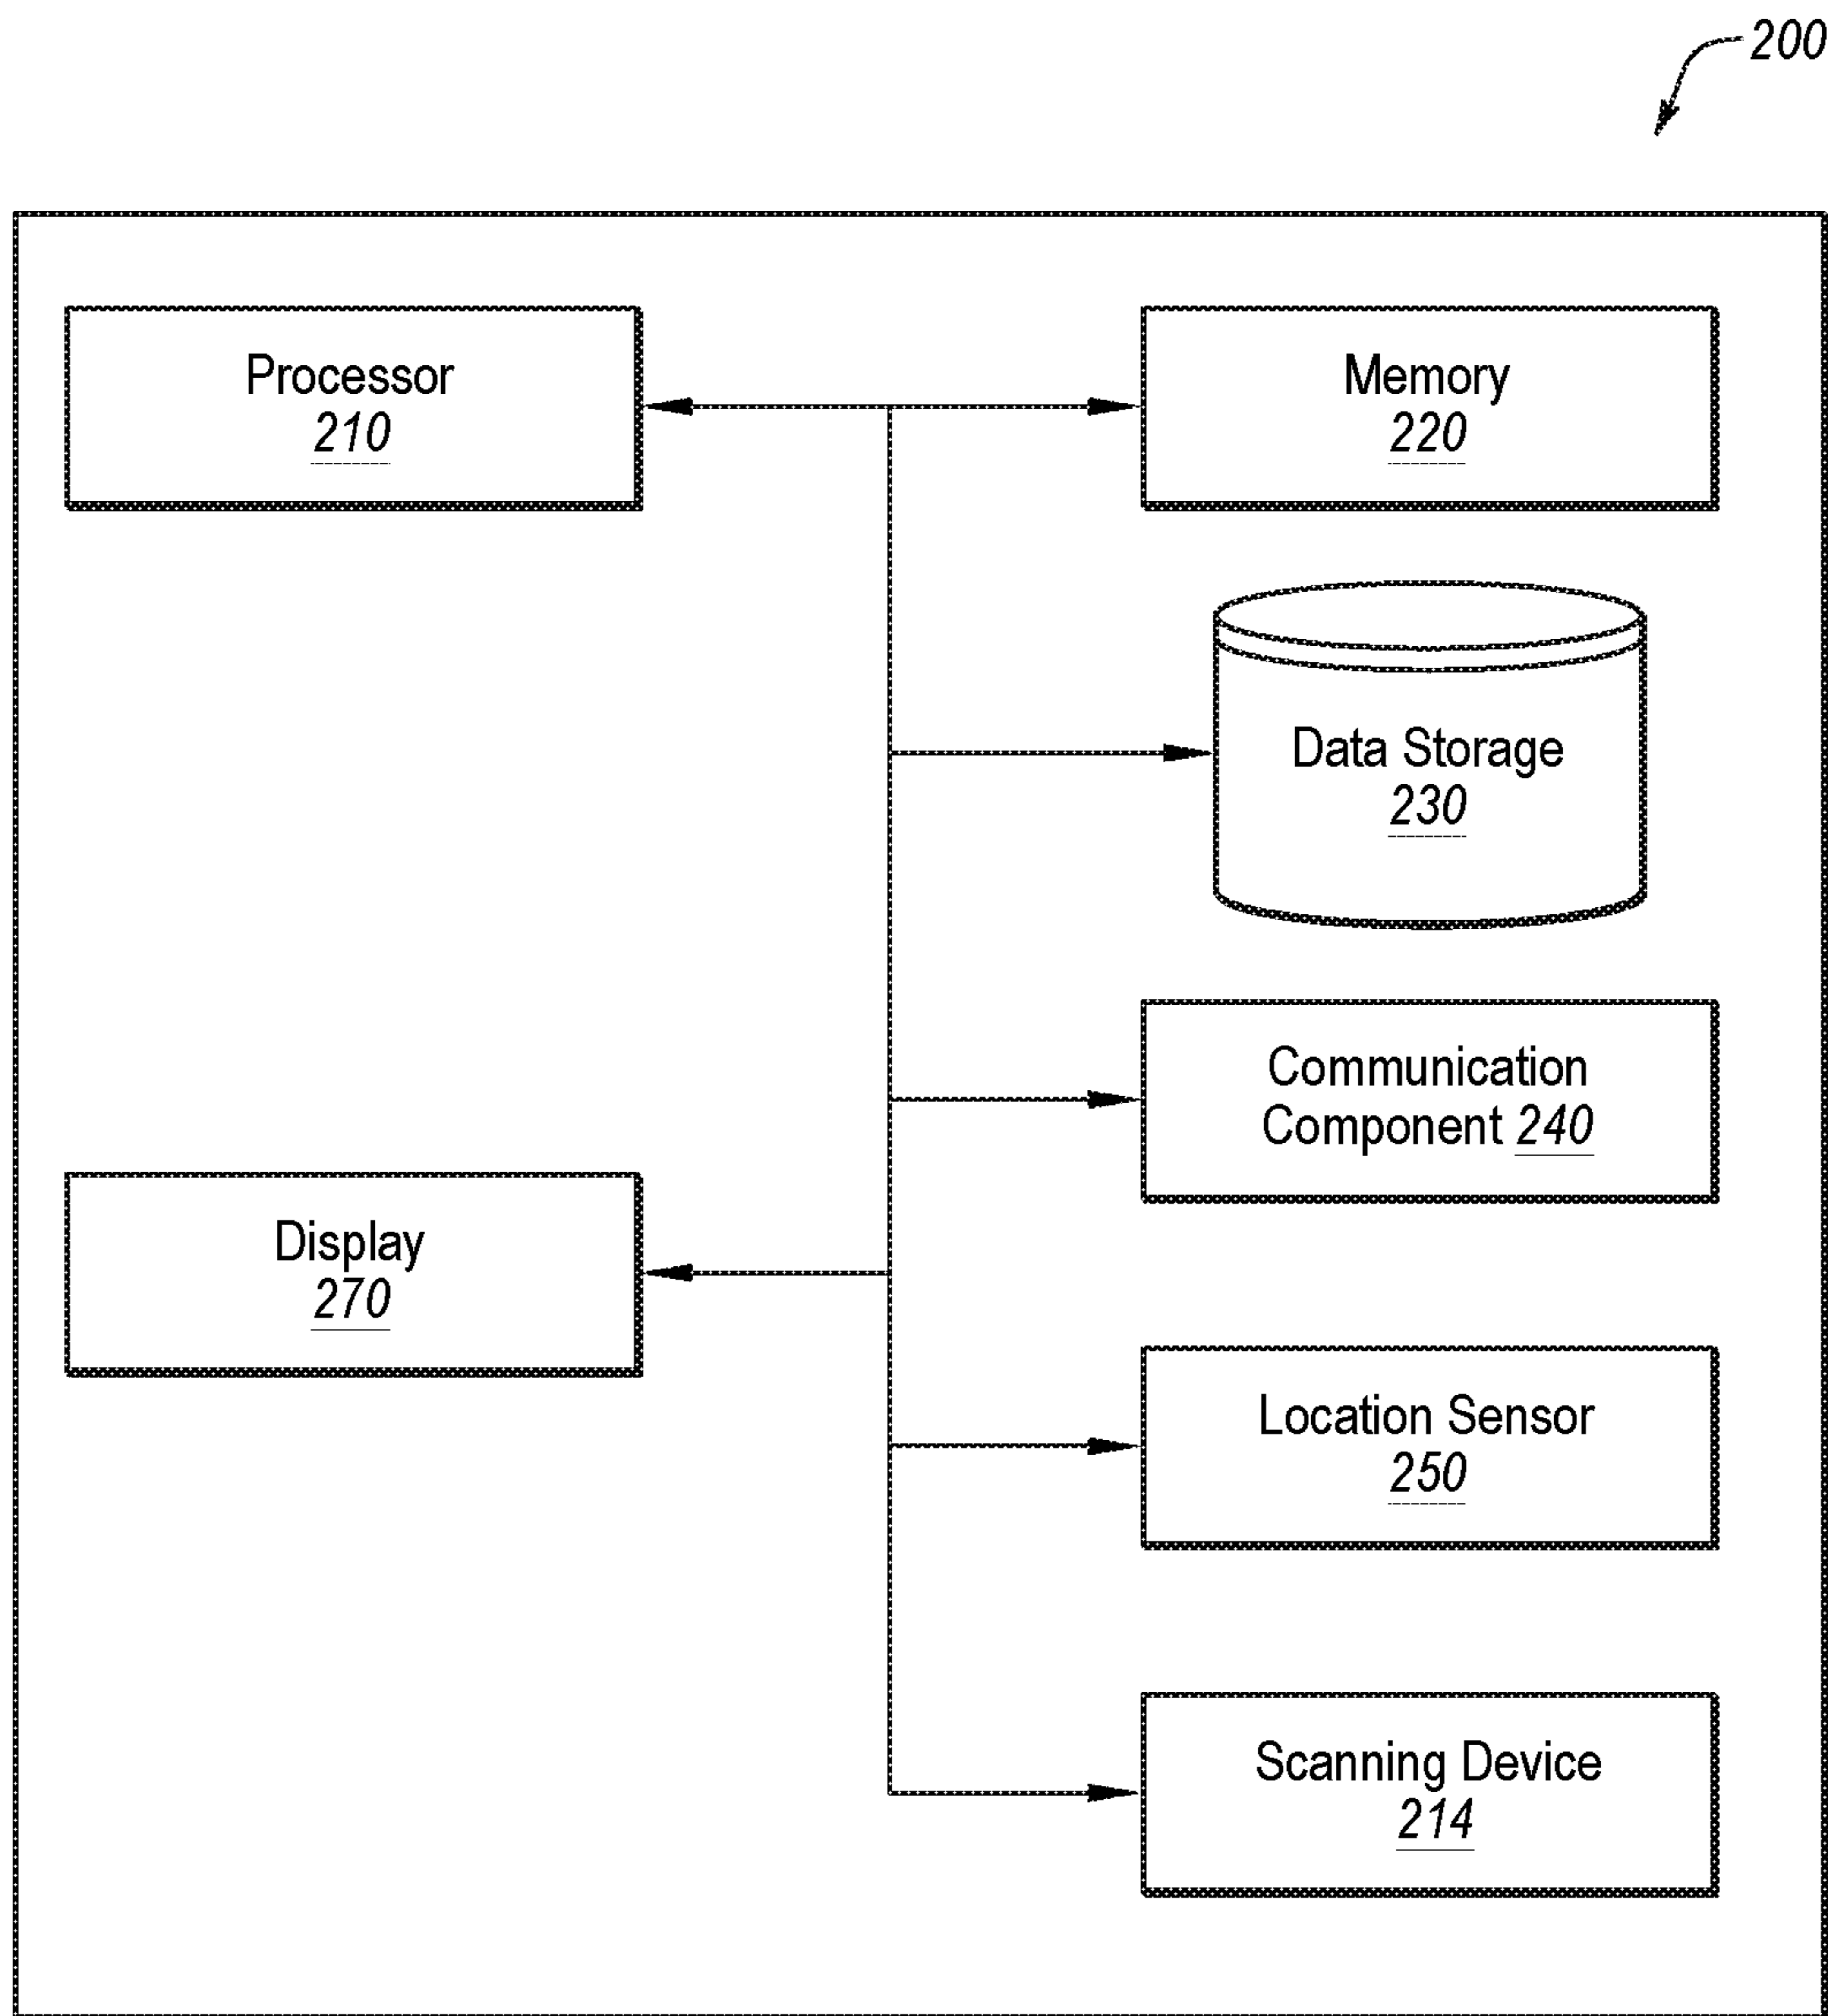 200
Processor
210
Memory
220
Data Storage
230
Communication
Component 240
Display
270
Location Sensor
250
Scanning Device
214